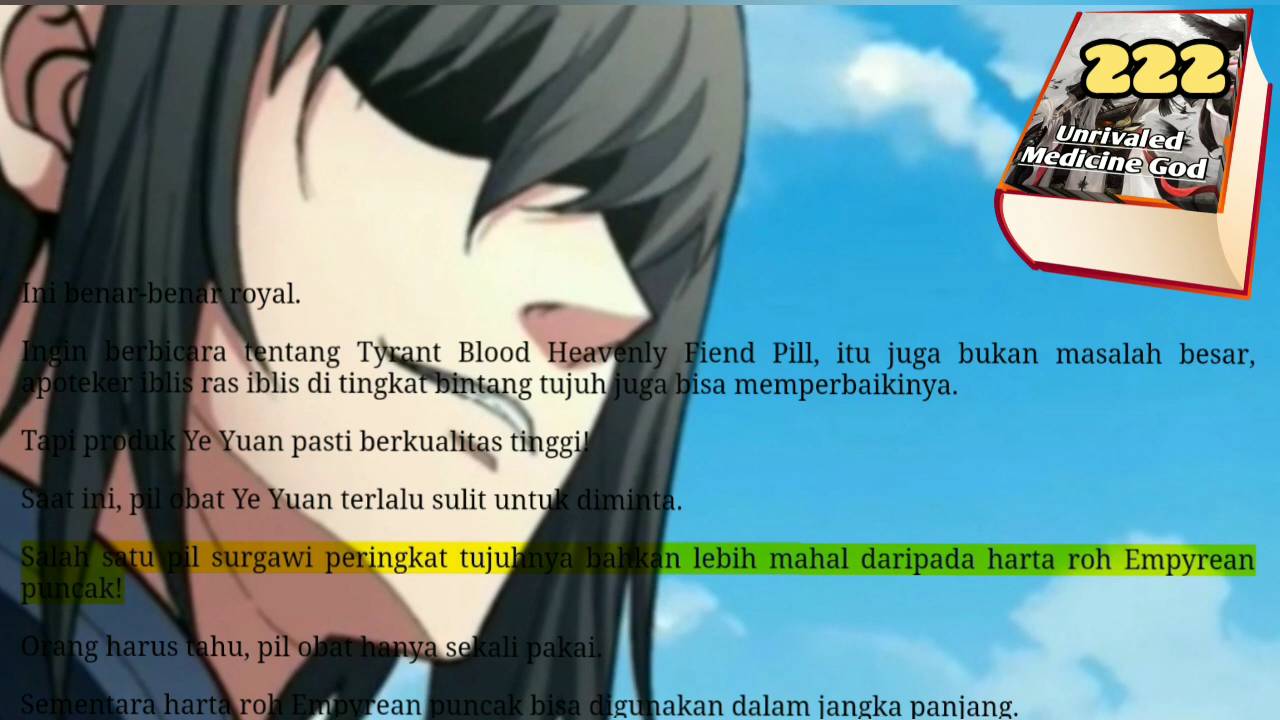 222
Unrivaled
Medicine God
Ini benar-benar royal.
Ingin berbicara tentang Tyrant Blood Heavenly Fiend Pill, itu juga bukan masalah besar,
apoteker iblis ras iblis di tingkat bintang tujuh juga bisa memperbaikinya.
Tapi produk Ye Yuan pasti berkualitas tinggi!
Saat ini, pil obat Ye Yuan terlalu sulit untuk diminta.
Salah satu pil surgawi peringkat tujuhnya bahkan lebih mahal daripada harta roh Empyrean
puncak!
Orang harus tahu, pil obat hanya sekali pakai.
Sementara harta roh Empyrean puncak bisa digunakan dalam jangka panjang.